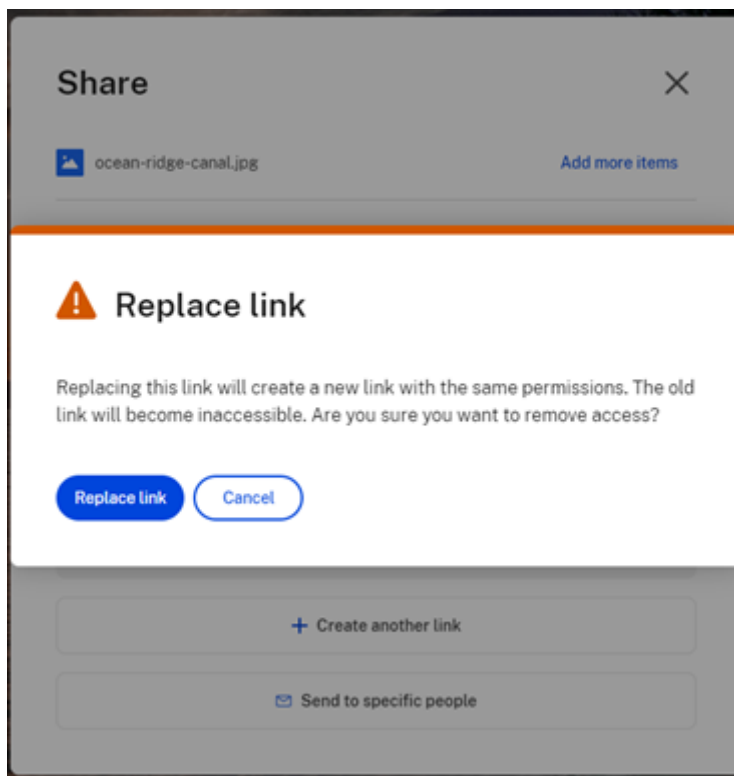 Share
ocean-ridge-canal.jpg
Add more items
Replace link
Replacing this link will create a new link with the same permissions. The old
link will become inaccessible. Are you sure you want to remove access?
Replace link
Cancel
Create another link
Send to specific people